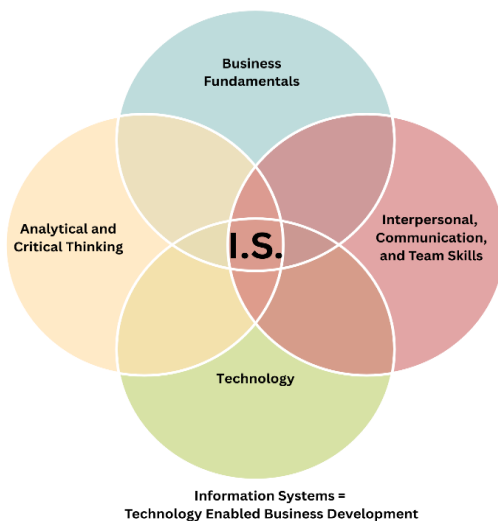 Business
Fundamentals
Analytical and
Critical Thinking
I.S.
Interpersonal,
Communication,
and Team Skills
Technology
Information Systems =
Technology Enabled Business Development